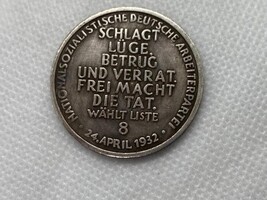 NATIONALSOZIALISTISCHE DEUTSCHE ARBEITERPARTEI
SCHLAGT
LÜGE,
BETRUG
UND VERRAT.
FREI MACHT
DIE TAT.
WÄHLT LISTE
8
• 24. APRIL 1932 •